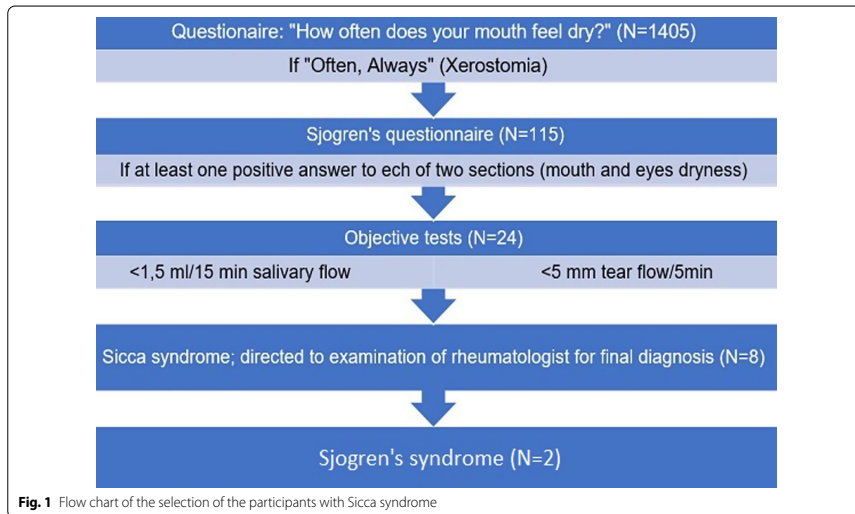 Questionaire: "How often does your mouth feel dry?" (N=1405)
If "Often, Always" (Xerostomia)
Sjogren's questionnaire (N=115)
If at least one positive answer to ech of two sections (mouth and eyes dryness)
Objective tests (N=24)
<1,5 ml/15 min salivary flow
<5 mm tear flow/5min
Sicca syndrome; directed to examination of rheumatologist for final diagnosis (N=8)
Sjogren's syndrome (N=2)
Fig. 1 Flow chart of the selection of the participants with Sicca syndrome